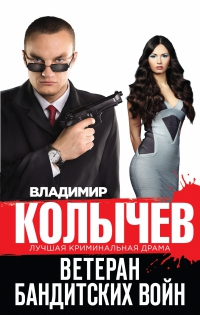 ВЛАДИМИР
КОЛЫЧЕВ
ЛУЧШАЯ КРИМИНАЛЬНАЯ ДРАМА
ВЕТЕРАН
БАНДИТСКИХ ВОЙН